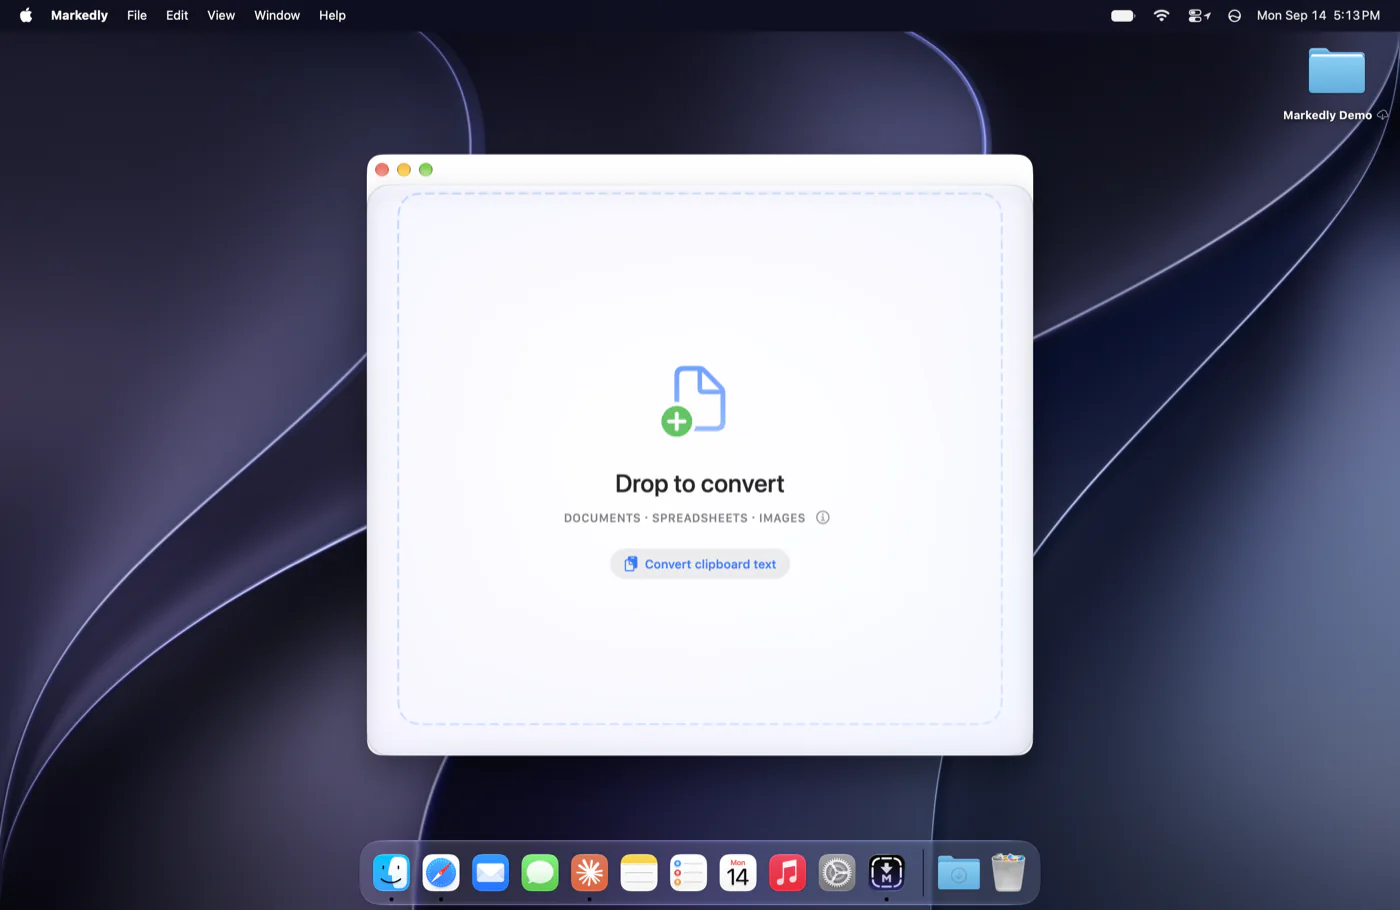 Markedly File Edit View Window Help Mon Sep 14 5:13 PM
Markedly Demo
Drop to convert
DOCUMENTS · SPREADSHEETS · IMAGES
Convert clipboard text
Mon
14
M